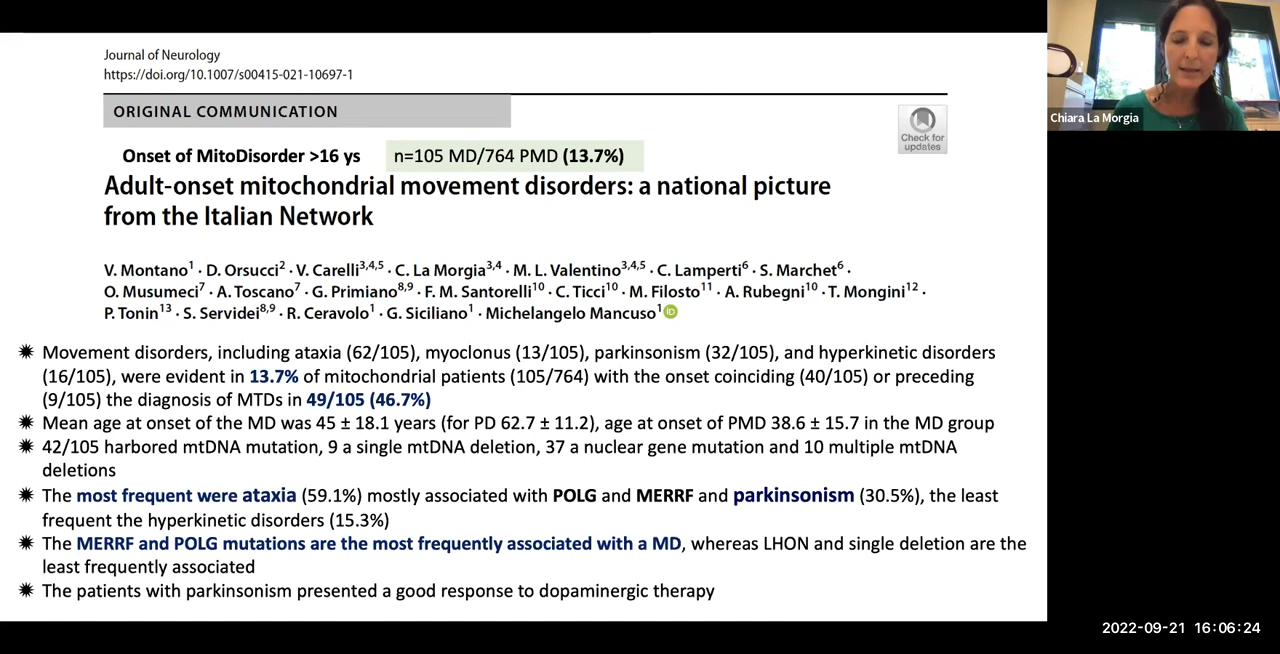 Journal of Neurology
https://doi.org/10.1007/s00415-021-10697-1
ORIGINAL COMMUNICATION
Check for
updates
Onset of MitoDisorder >16 ys
n=105 MD/764 PMD (13.7%)
Adult-onset mitochondrial movement disorders: a national picture
from the Italian Network
V. Montano1 · D. Orsucci2 · V. Carelli3,4,5 · C. La Morgia3,4 · M. L. Valentino3,4,5 · C. Lamperti6 · S. Marchet6 ·
O. Musumeci7 · A. Toscano7 · G. Primiano8,9 · F. M. Santorelli10 · C. Ticci10 · M. Filosto11 · A. Rubegni10 · T. Mongini12 ·
P. Tonin13 · S. Servidei8,9 · R. Ceravolo1 · G. Siciliano1 · Michelangelo Mancuso1 iD
Movement disorders, including ataxia (62/105), myoclonus (13/105), parkinsonism (32/105), and hyperkinetic disorders
(16/105), were evident in 13.7% of mitochondrial patients (105/764) with the onset coinciding (40/105) or preceding
(9/105) the diagnosis of MTDs in 49/105 (46.7%)
Mean age at onset of the MD was 45 ± 18.1 years (for PD 62.7 ± 11.2), age at onset of PMD 38.6 ± 15.7 in the MD group
42/105 harbored mtDNA mutation, 9 a single mtDNA deletion, 37 a nuclear gene mutation and 10 multiple mtDNA
deletions
The most frequent were ataxia (59.1%) mostly associated with POLG and MERRF and parkinsonism (30.5%), the least
frequent the hyperkinetic disorders (15.3%)
The MERRF and POLG mutations are the most frequently associated with a MD, whereas LHON and single deletion are the
least frequently associated
The patients with parkinsonism presented a good response to dopaminergic therapy
Chiara La Morgia
2022-09-21 16:06:24